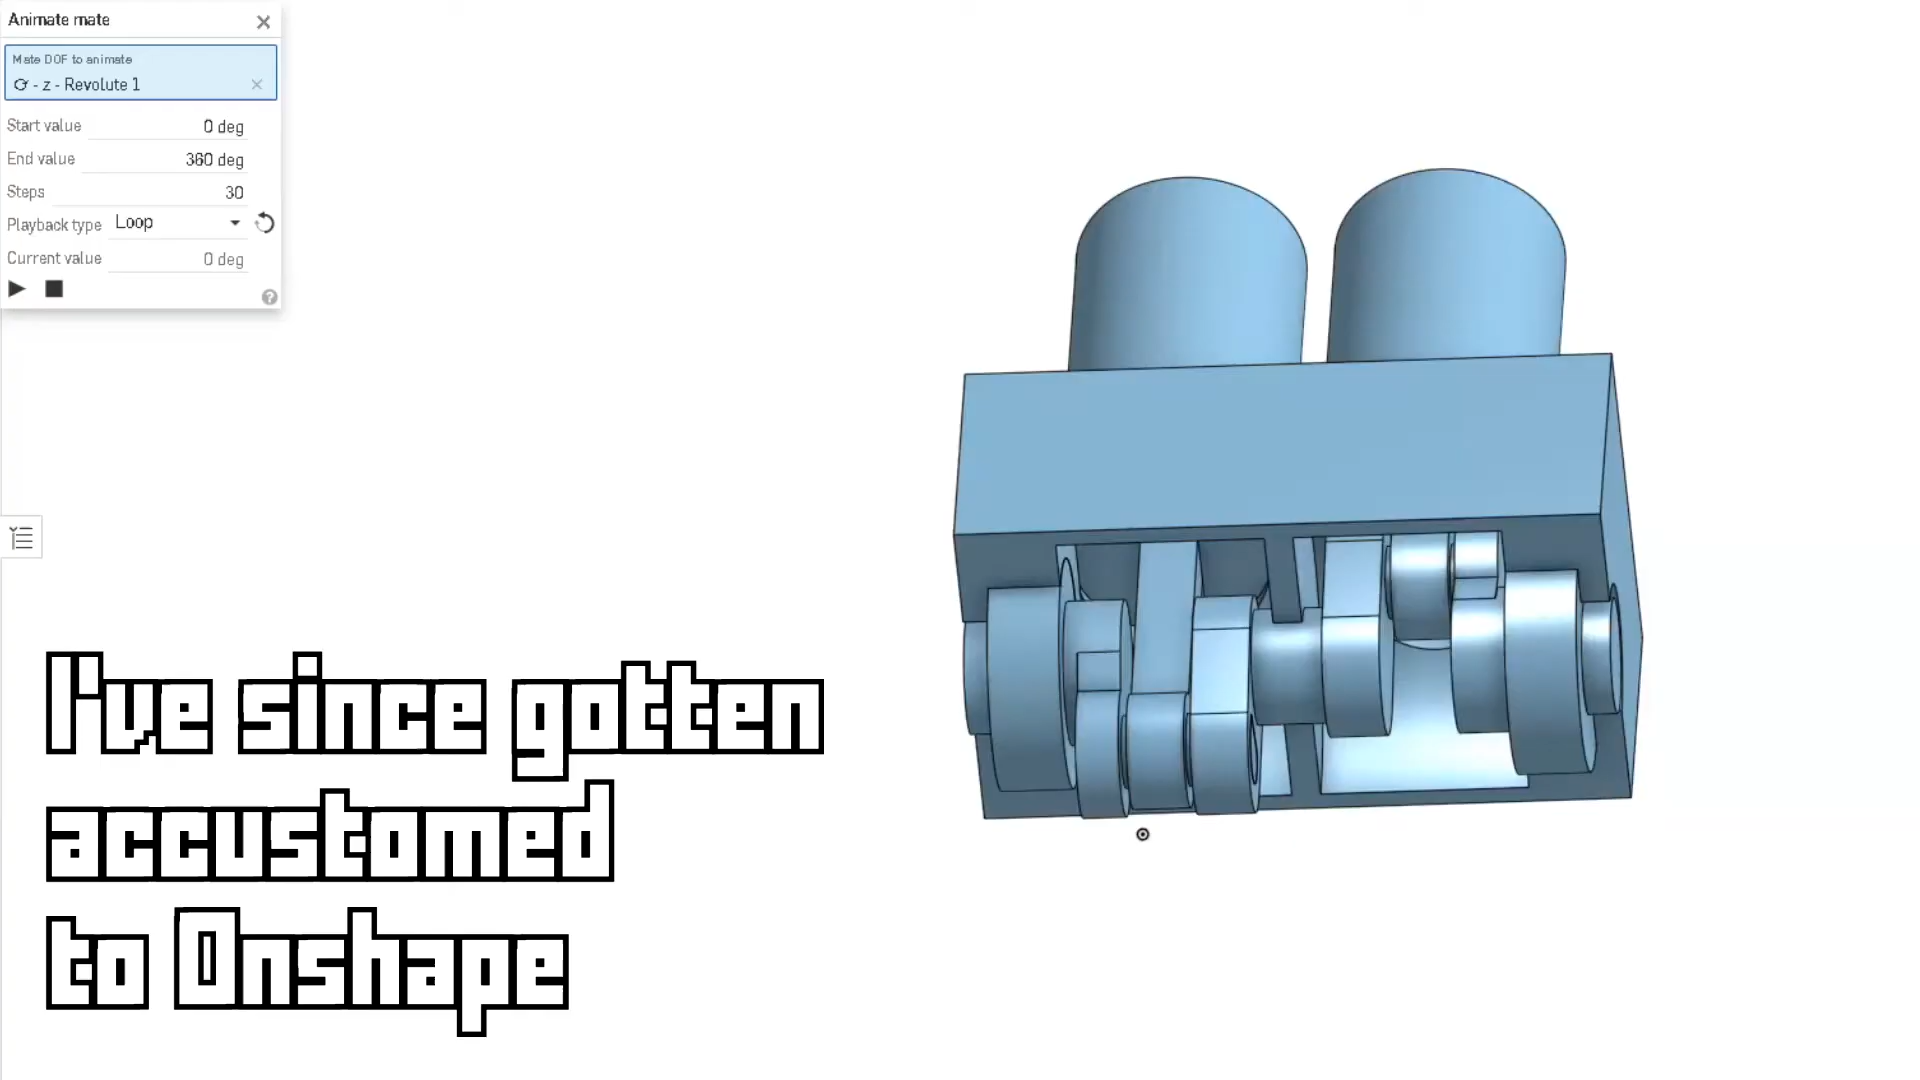 Animate mate
Mate DOF to animate
- z - Revolute 1
Start value 0 deg
End value 360 deg
Steps 30
Playback type Loop
Current value 0 deg
?
I've since gotten
accustomed
to Onshape